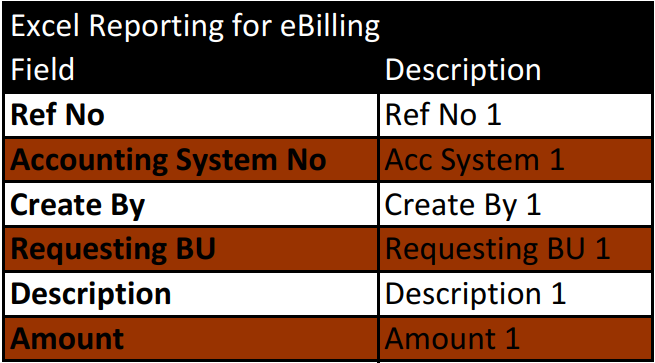 Excel Reporting for eBilling
Field Description
Ref No Ref No 1
Accounting System No Acc System 1
Create By Create By 1
Requesting BU Requesting BU 1
Description Description 1
Amount Amount 1